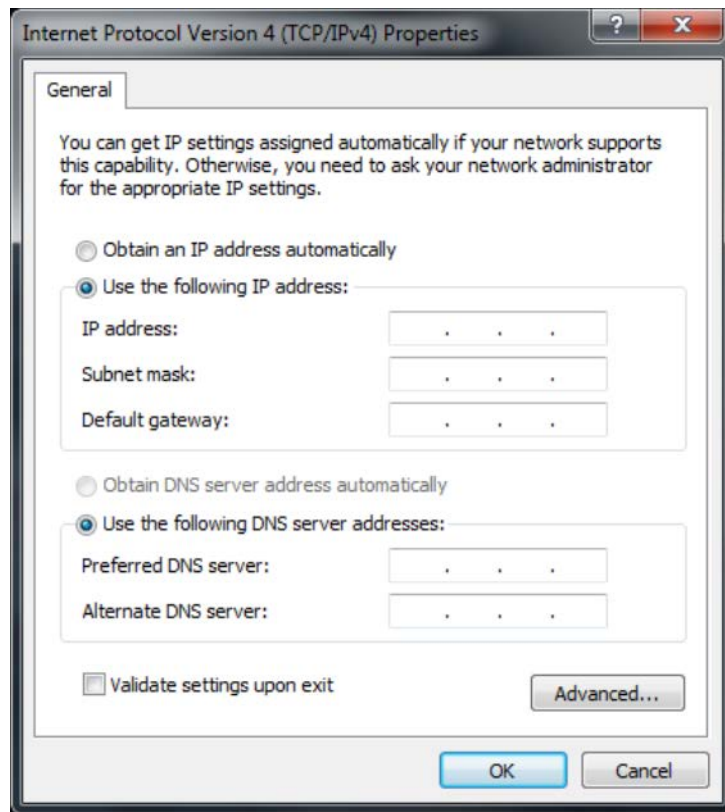 Internet Protocol Version 4 (TCP/IPv4) Properties
?
X
General
You can get IP settings assigned automatically if your network supports
this capability. Otherwise, you need to ask your network administrator
for the appropriate IP settings.
Obtain an IP address automatically
Use the following IP address:
IP address: . . .
Subnet mask: . . .
Default gateway: . . .
Obtain DNS server address automatically
Use the following DNS server addresses:
Preferred DNS server: . . .
Alternate DNS server: . . .
Validate settings upon exit
Advanced...
OK Cancel